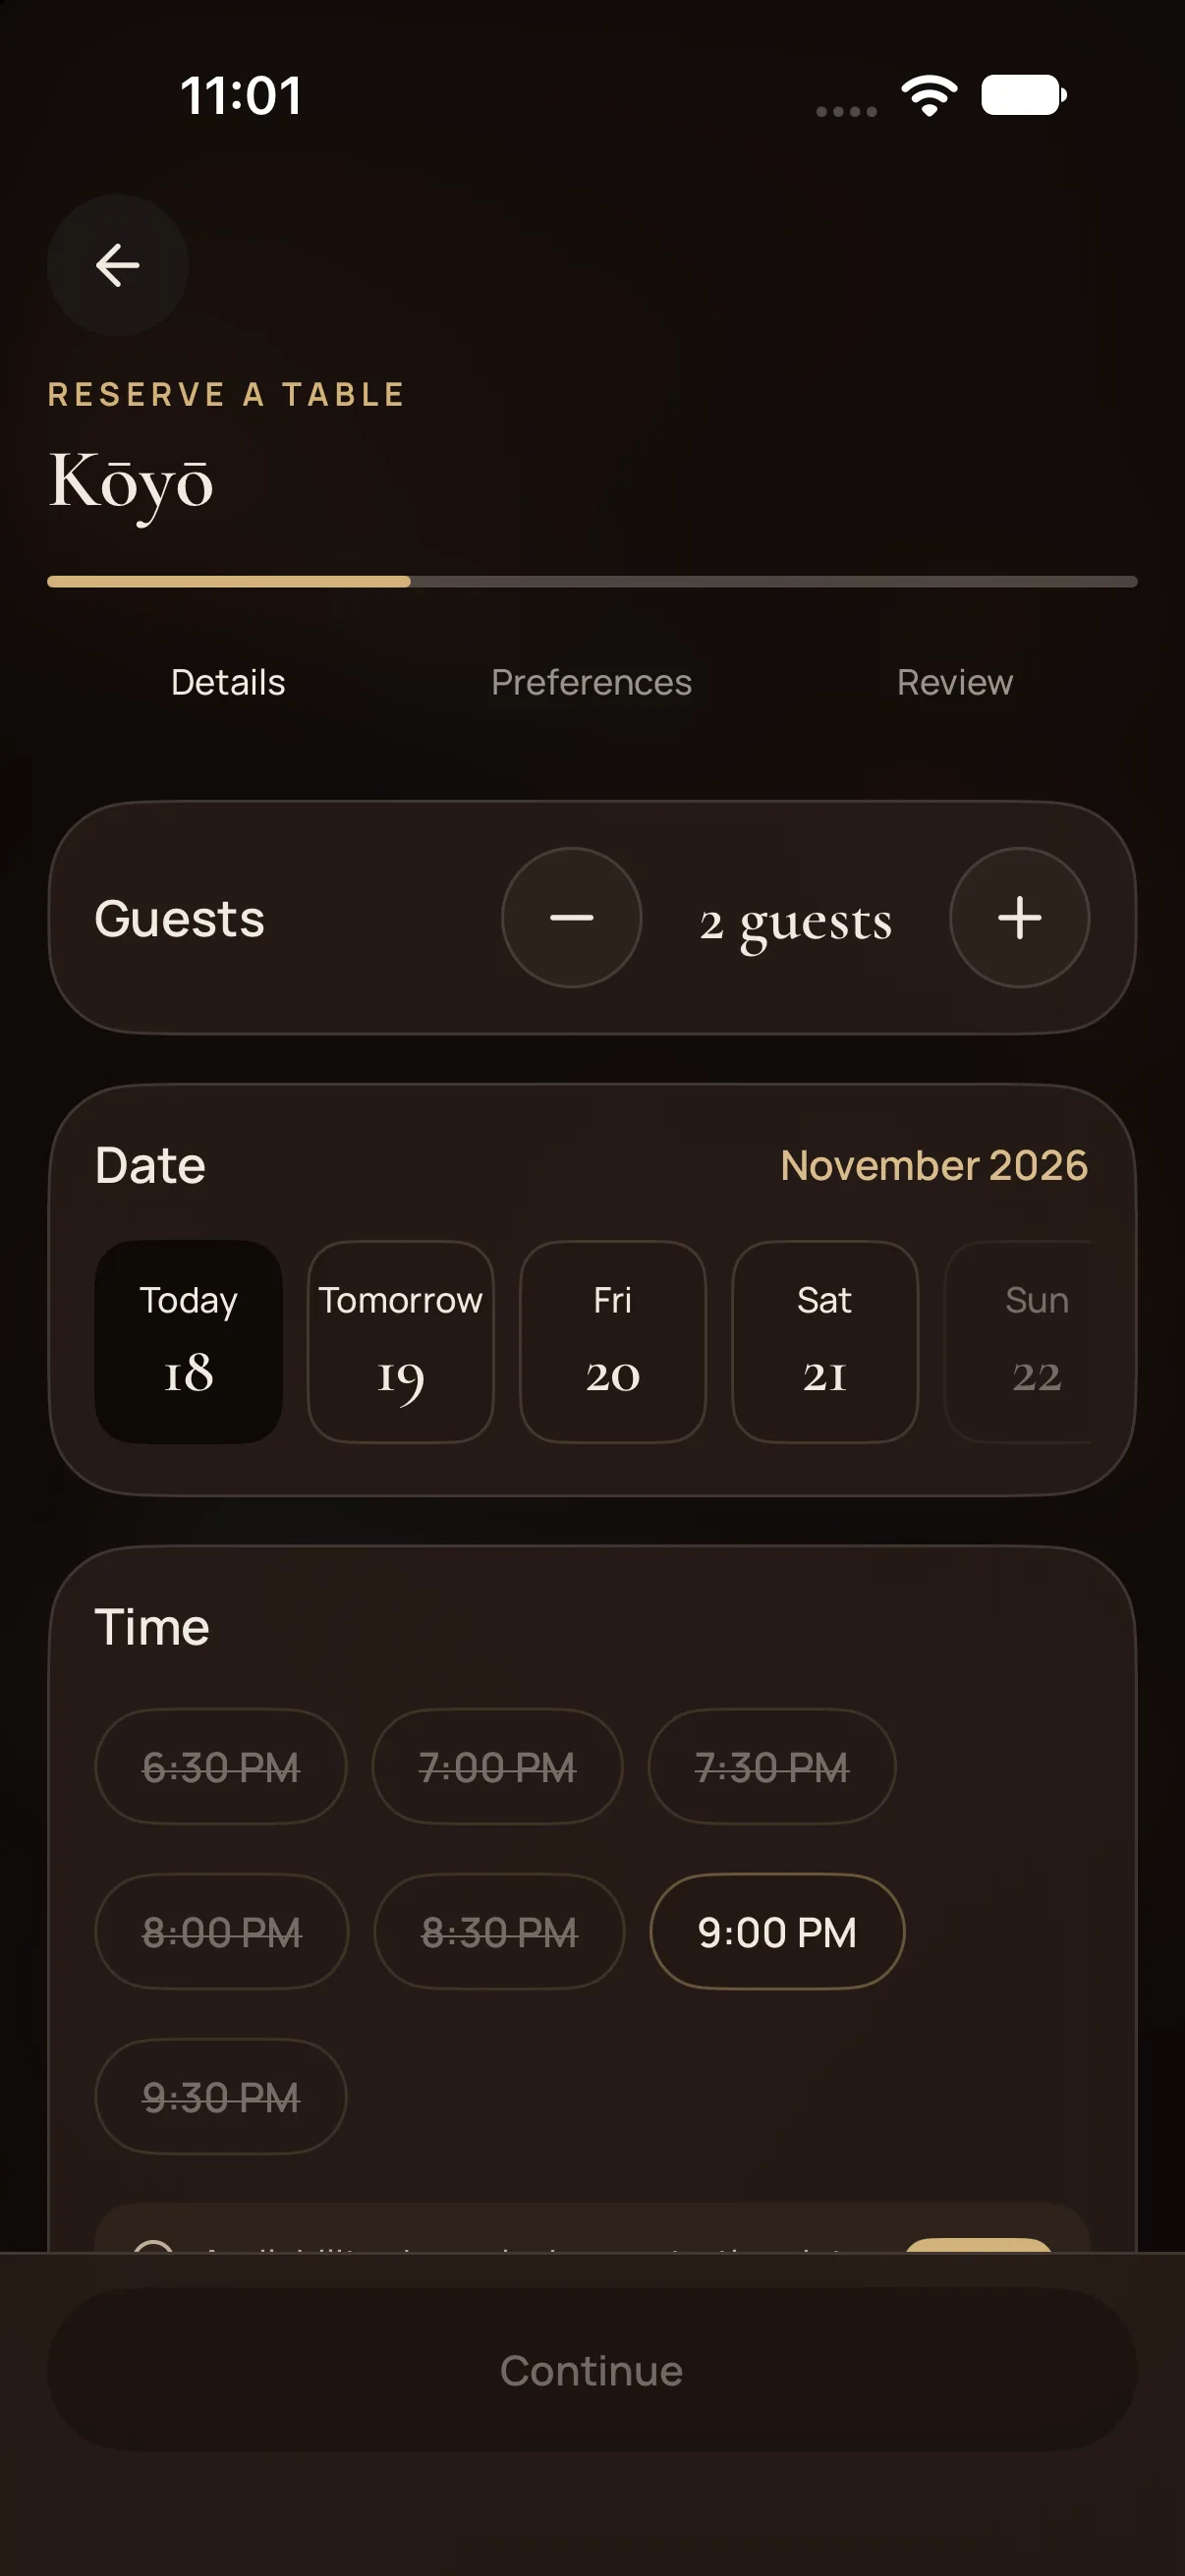 11:01
RESERVE A TABLE
Kōyō
Details Preferences Review
Guests 2 guests
Date November 2026
Today Tomorrow Fri Sat Sun
18 19 20 21 22
Time
6:30 PM 7:00 PM 7:30 PM
8:00 PM 8:30 PM 9:00 PM
9:30 PM
Continue